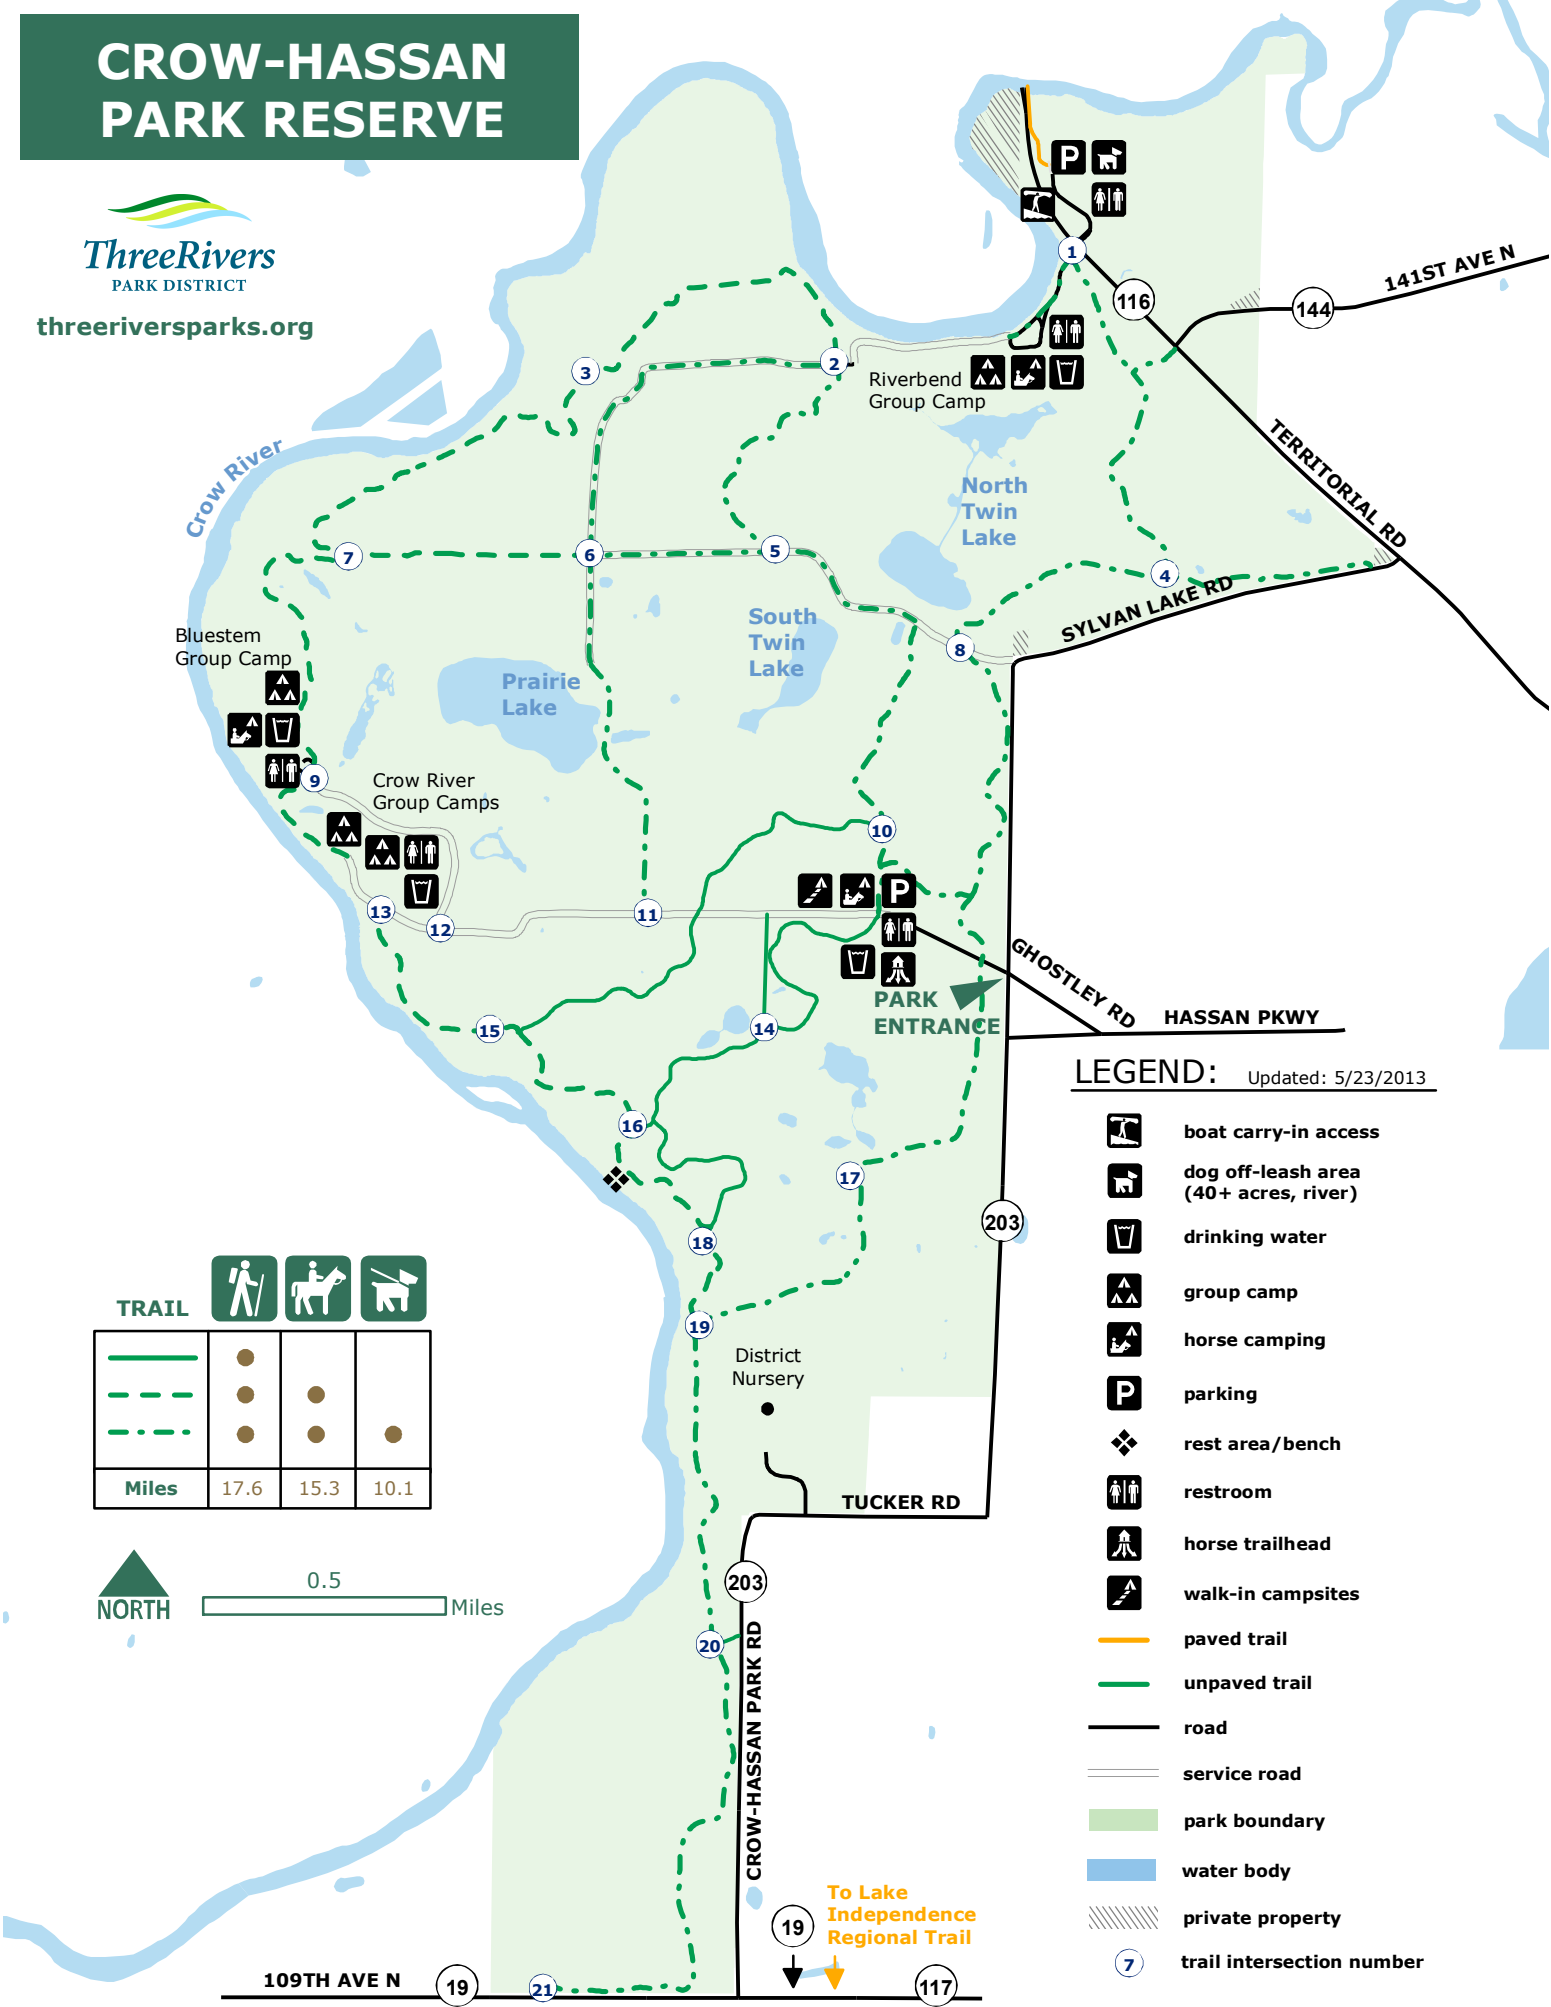 CROW-HASSAN
PARK RESERVE
ThreeRivers
PARK DISTRICT
threeriversparks.org
P
1
116
141ST AVE N
144
2
3
Riverbend
Group Camp
TERRITORIAL RD
Crow River
North
Twin
Lake
7
6
5
4
SYLVAN LAKE RD
Bluestem
Group Camp
South
Twin
Lake
8
Prairie
Lake
9
Crow River
Group Camps
10
P
13
12
11
GHOSTLEY RD
PARK
ENTRANCE
15
14
HASSAN PKWY
LEGEND: Updated: 5/23/2013
16
17
boat carry-in access
dog off-leash area
(40+ acres, river)
203
18
drinking water
group camp
TRAIL
19
horse camping
District
Nursery
P parking
rest area/bench
Miles 17.6 15.3 10.1
restroom
TUCKER RD
horse trailhead
203
walk-in campsites
0.5
NORTH
Miles
20
paved trail
unpaved trail
road
service road
CROW-HASSAN PARK RD
park boundary
water body
To Lake
Independence
Regional Trail
19
private property
7 trail intersection number
109TH AVE N
19
21
117